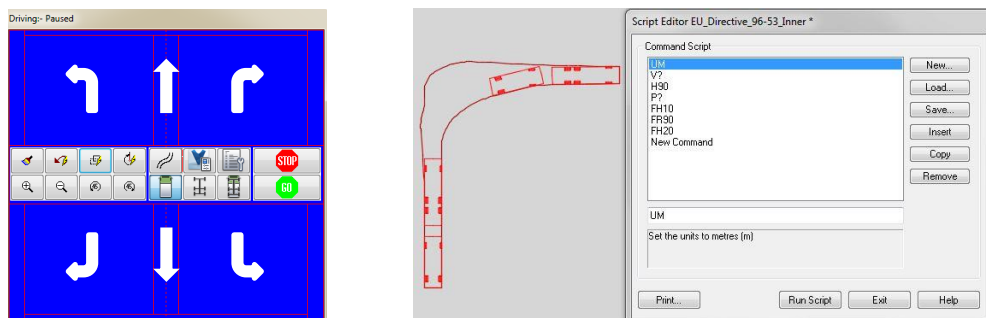 Driving:- Paused
STOP
GO
Script Editor EU_Directive_96-53_Inner *
Command Script
UM
V?
H90
P?
FH10
FR90
FH20
New Command
New...
Load...
Save...
Insert
Copy
Remove
UM
Set the units to metres (m)
Print...
Run Script
Exit
Help